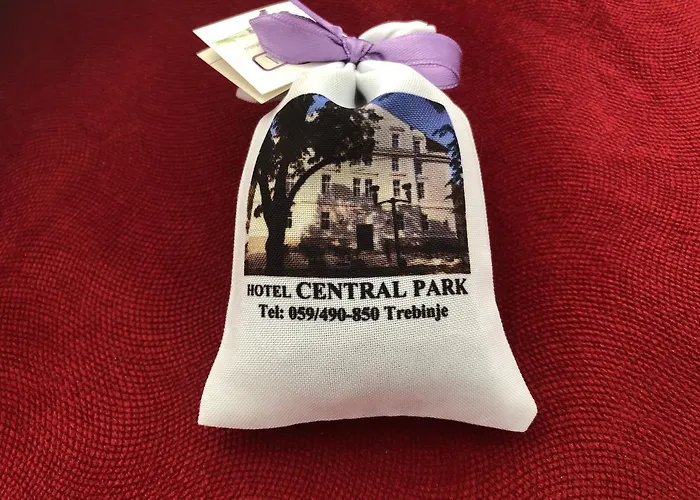 HOTEL CENTRAL PARK
Tel: 059/490-850 Trebinje